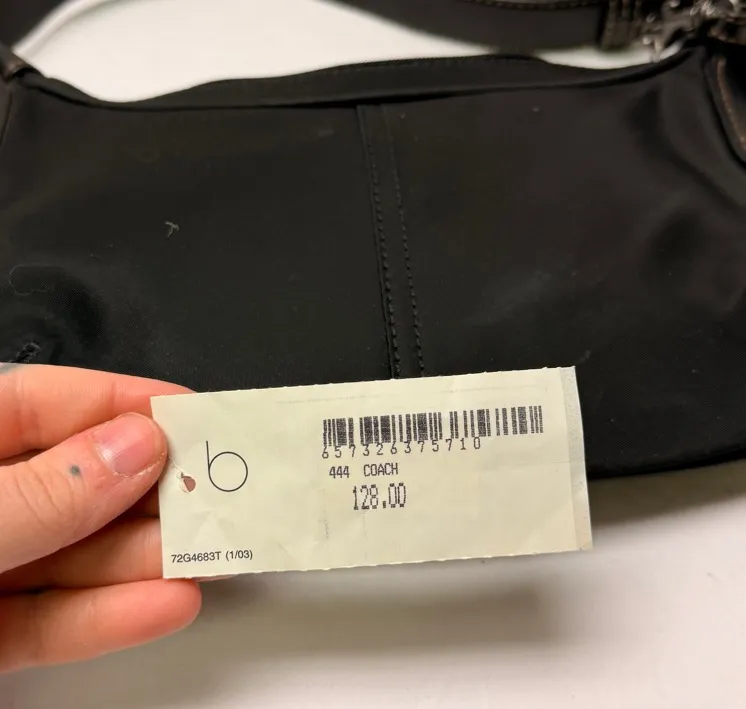 b
657326375710
444 COACH
128.00
72G4683T (1/03)